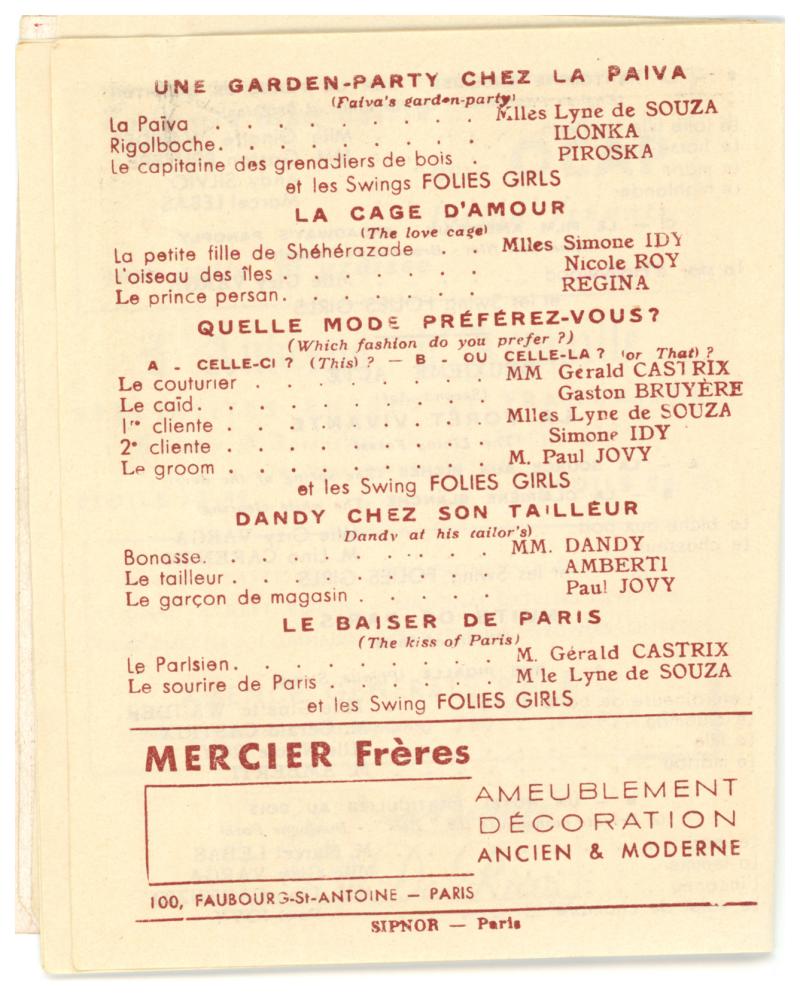 UNE GARDEN-PARTY CHEZ LA PAIVA
(Faiva's garden-party)
La Païva . . . . . . . . . Mlles Lyne de SOUZA
Rigolboche. . . . . . . . ILONKA
Le capitaine des grenadiers de bois . PIROSKA
et les Swings FOLIES GIRLS
LA CAGE D'AMOUR
(The love cage)
La petite fille de Shéhérazade . . Mlles Simone IDY
L'oiseau des îles . . . . . . Nicole ROY
Le prince persan. . . . . . . REGINA
QUELLE MODE PRÉFÉREZ-VOUS?
(Which fashion do you prefer ?)
A - CELLE-CI ? (This) ? — B - OU CELLE-LA ? (or That) ?
Le couturier . . . . . . . . MM Gérald CASTRIX
Le caïd. . . . . . . . . . Gaston BRUYÈRE
1re cliente . . . . . . . . . Mlles Lyne de SOUZA
2e cliente . . . . . . . . . Simone IDY
Le groom . . . . . . . . . M. Paul JOVY
et les Swing FOLIES GIRLS
DANDY CHEZ SON TAILLEUR
(Dandy at his tailor's)
Bonasse. . . . . . . . . . MM. DANDY
Le tailleur . . . . . . . . . AMBERTI
Le garçon de magasin . . . . . Paul JOVY
LE BAISER DE PARIS
(The kiss of Paris)
Le Parisien. . . . . . . . . M. Gérald CASTRIX
Le sourire de Paris . . . . . . Mlle Lyne de SOUZA
et les Swing FOLIES GIRLS
MERCIER Frères
AMEUBLEMENT
DÉCORATION
ANCIEN & MODERNE
100, FAUBOURG-St-ANTOINE — PARIS
SIPNOR — Paris